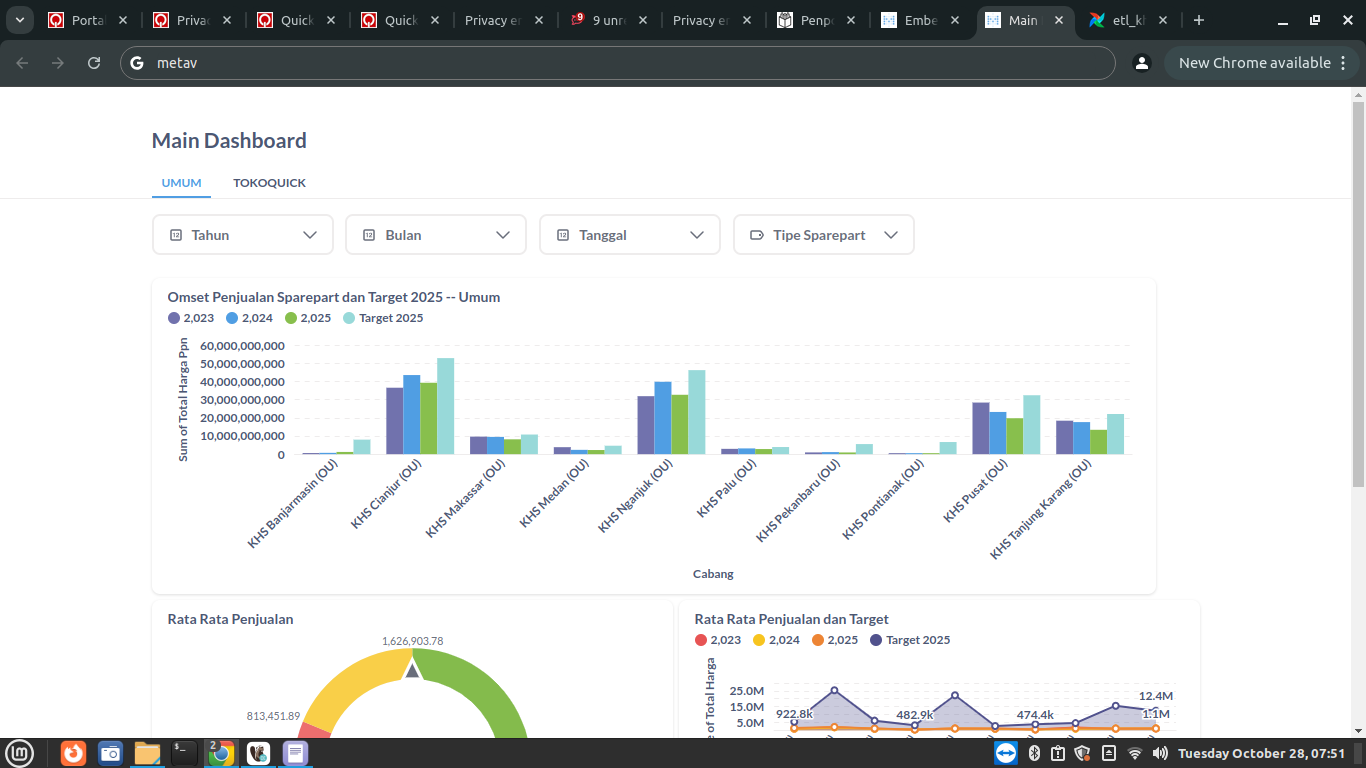 Porta
Privac
Quick
Quick
Privacy er
9 unre
Privacy er
Penpo
Embe
Main
etl_kh
metav
New Chrome available
Main Dashboard
UMUM TOKOQUICK
Tahun
Bulan
Tanggal
Tipe Sparepart
Omset Penjualan Sparepart dan Target 2025 -- Umum
2,023 2,024 2,025 Target 2025
Sum of Total Harga Ppn
60,000,000,000
50,000,000,000
40,000,000,000
30,000,000,000
20,000,000,000
10,000,000,000
0
KHS Banjarmasin (OU)
KHS Cianjur (OU)
KHS Makassar (OU)
KHS Medan (OU)
KHS Nganjuk (OU)
KHS Palu (OU)
KHS Pekanbaru (OU)
KHS Pontianak (OU)
KHS Pusat (OU)
KHS Tanjung Karang (OU)
Cabang
Rata Rata Penjualan
1,626,903.78
813,451.89
Rata Rata Penjualan dan Target
2,023 2,024 2,025 Target 2025
e of Total Harga
25.0M
15.0M
5.0M
922.8k
482.9k
474.4k
12.4M
1.1M
Tuesday October 28, 07:51